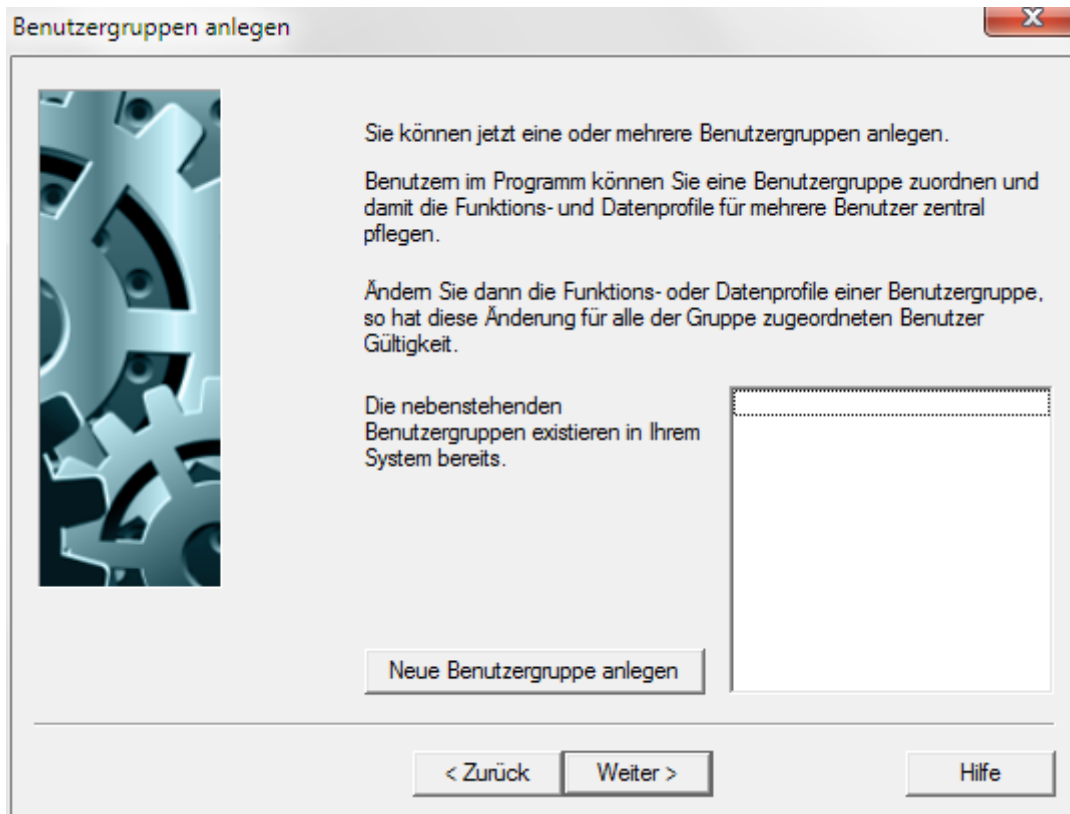 Benutzergruppen anlegen
Sie können jetzt eine oder mehrere Benutzergruppen anlegen.
Benutzern im Programm können Sie eine Benutzergruppe zuordnen und
damit die Funktions- und Datenprofile für mehrere Benutzer zentral
pflegen.
Ändern Sie dann die Funktions- oder Datenprofile einer Benutzergruppe,
so hat diese Änderung für alle der Gruppe zugeordneten Benutzer
Gültigkeit.
Die nebenstehenden
Benutzergruppen existieren in Ihrem
System bereits.
Neue Benutzergruppe anlegen
< Zurück
Weiter >
Hilfe